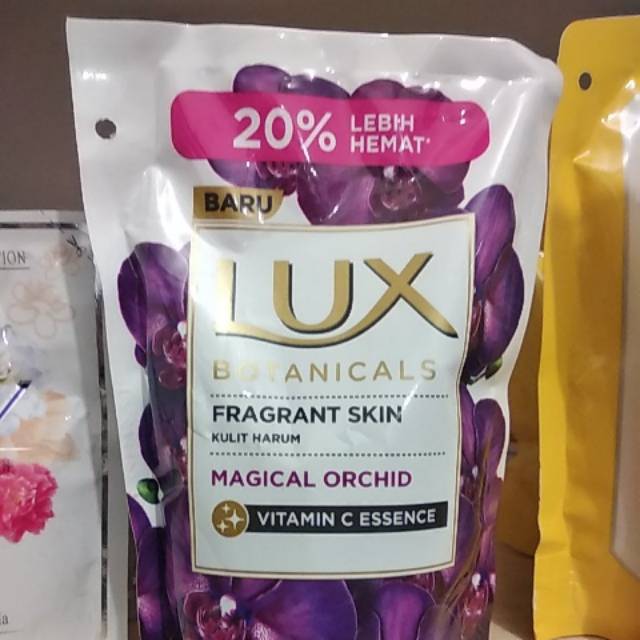 20% LEBIH
HEMAT*
BARU
LUX
BOTANICALS
FRAGRANT SKIN
KULIT HARUM
MAGICAL ORCHID
VITAMIN C ESSENCE